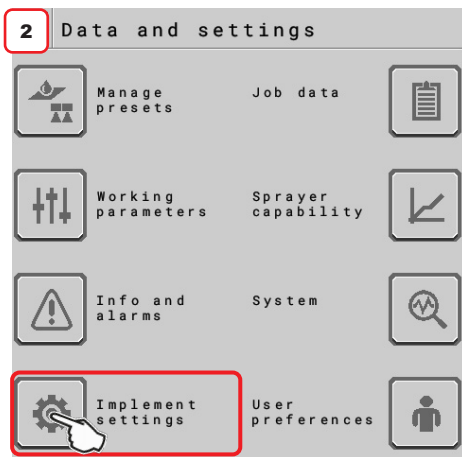 2
Data and settings
Manage
presets
Job data
Working
parameters
Sprayer
capability
Info and
alarms
System
Implement
settings
User
preferences